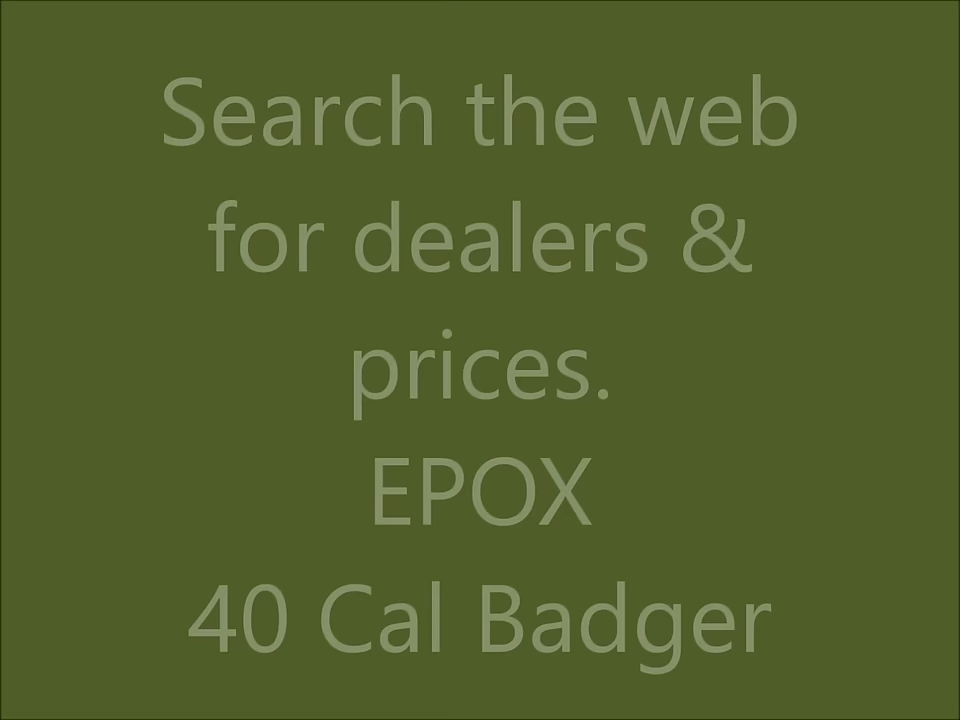 Search the web
for dealers &
prices.
EPOX
40 Cal Badger